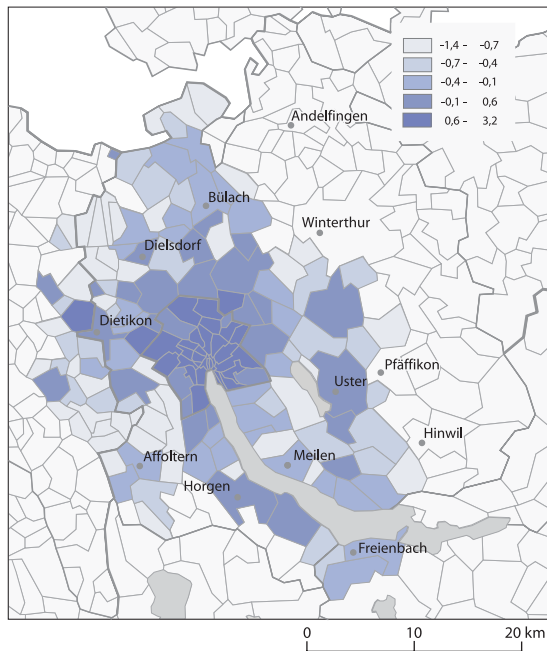 -1,4 – -0,7
-0,7 – -0,4
-0,4 – -0,1
-0,1 – 0,6
0,6 – 3,2
Andelfingen
Bülach
Winterthur
Dielsdorf
Dietikon
Pfäffikon
Uster
Hinwil
Affoltern
Meilen
Horgen
Freienbach
0 10 20 km